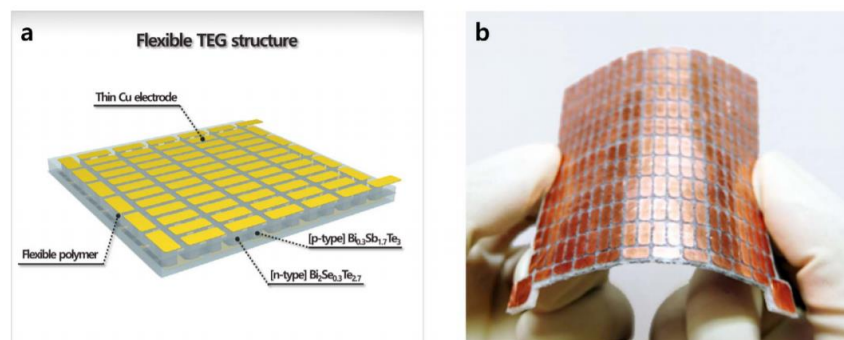 a
Flexible TEG structure
Thin Cu electrode
[p-type] Bi₀.₃Sb₁.₇Te₃
Flexible polymer
[n-type] Bi₂Se₀.₃Te₂.₇
b